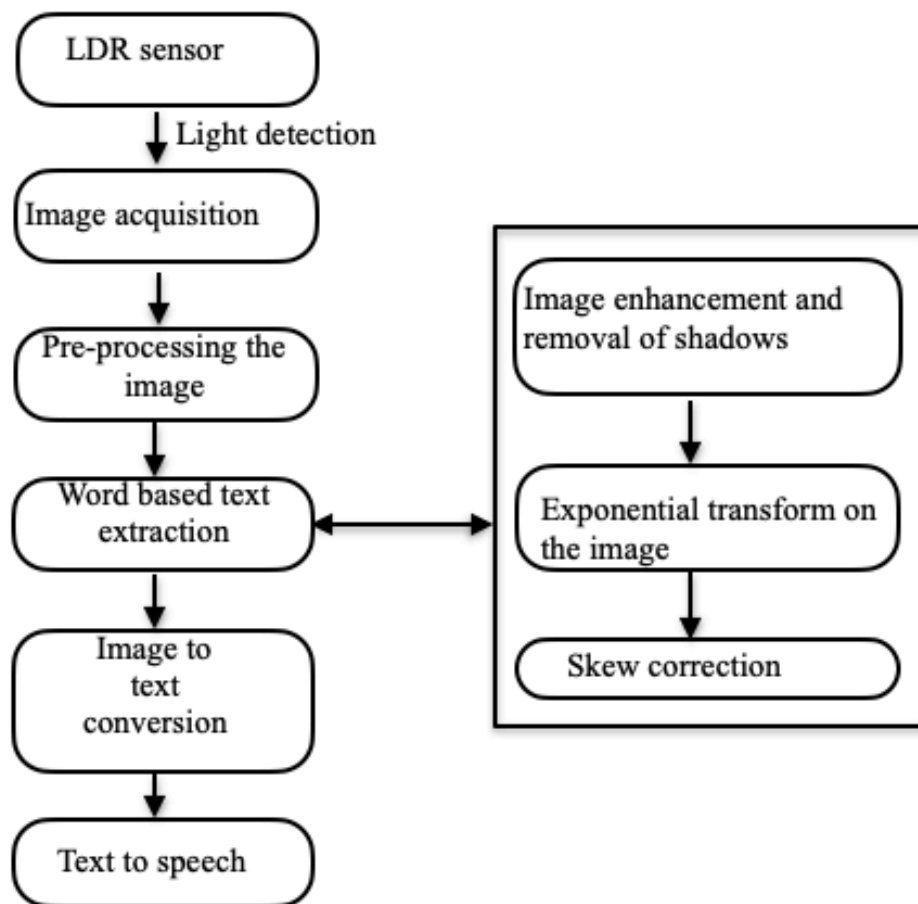 LDR sensor
Light detection
Image acquisition
Pre-processing the
image
Word based text
extraction
Image to
text
conversion
Text to speech
Image enhancement and
removal of shadows
Exponential transform on
the image
Skew correction